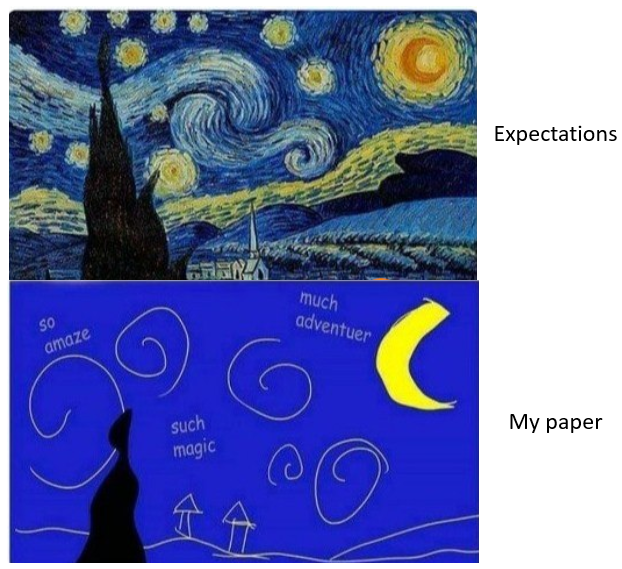 Expectations
so
amaze
much
adventuer
such
magic
My paper